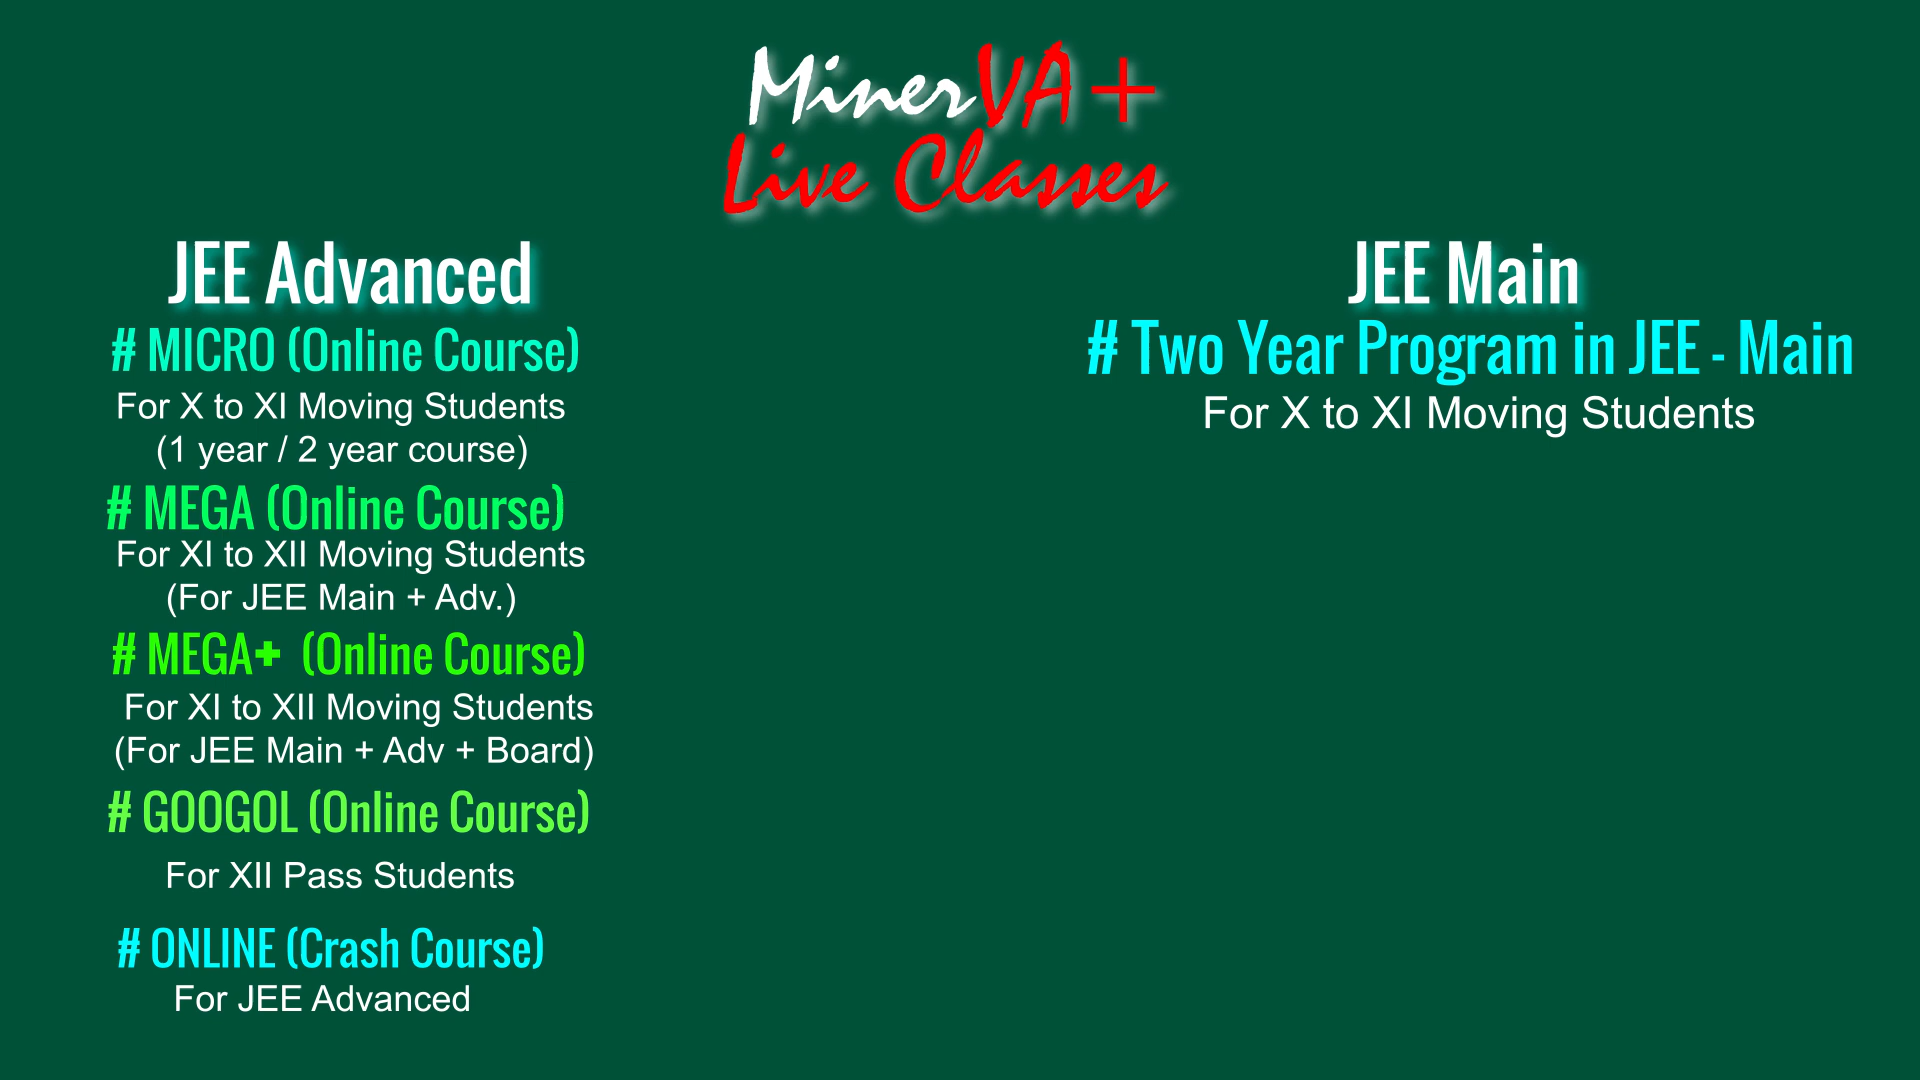 MinerVA+
Live Classes
JEE Advanced
# MICRO (Online Course)
For X to XI Moving Students
(1 year / 2 year course)
# MEGA (Online Course)
For XI to XII Moving Students
(For JEE Main + Adv.)
# MEGA+ (Online Course)
For XI to XII Moving Students
(For JEE Main + Adv + Board)
# GOOGOL (Online Course)
For XII Pass Students
# ONLINE (Crash Course)
For JEE Advanced
JEE Main
# Two Year Program in JEE - Main
For X to XI Moving Students